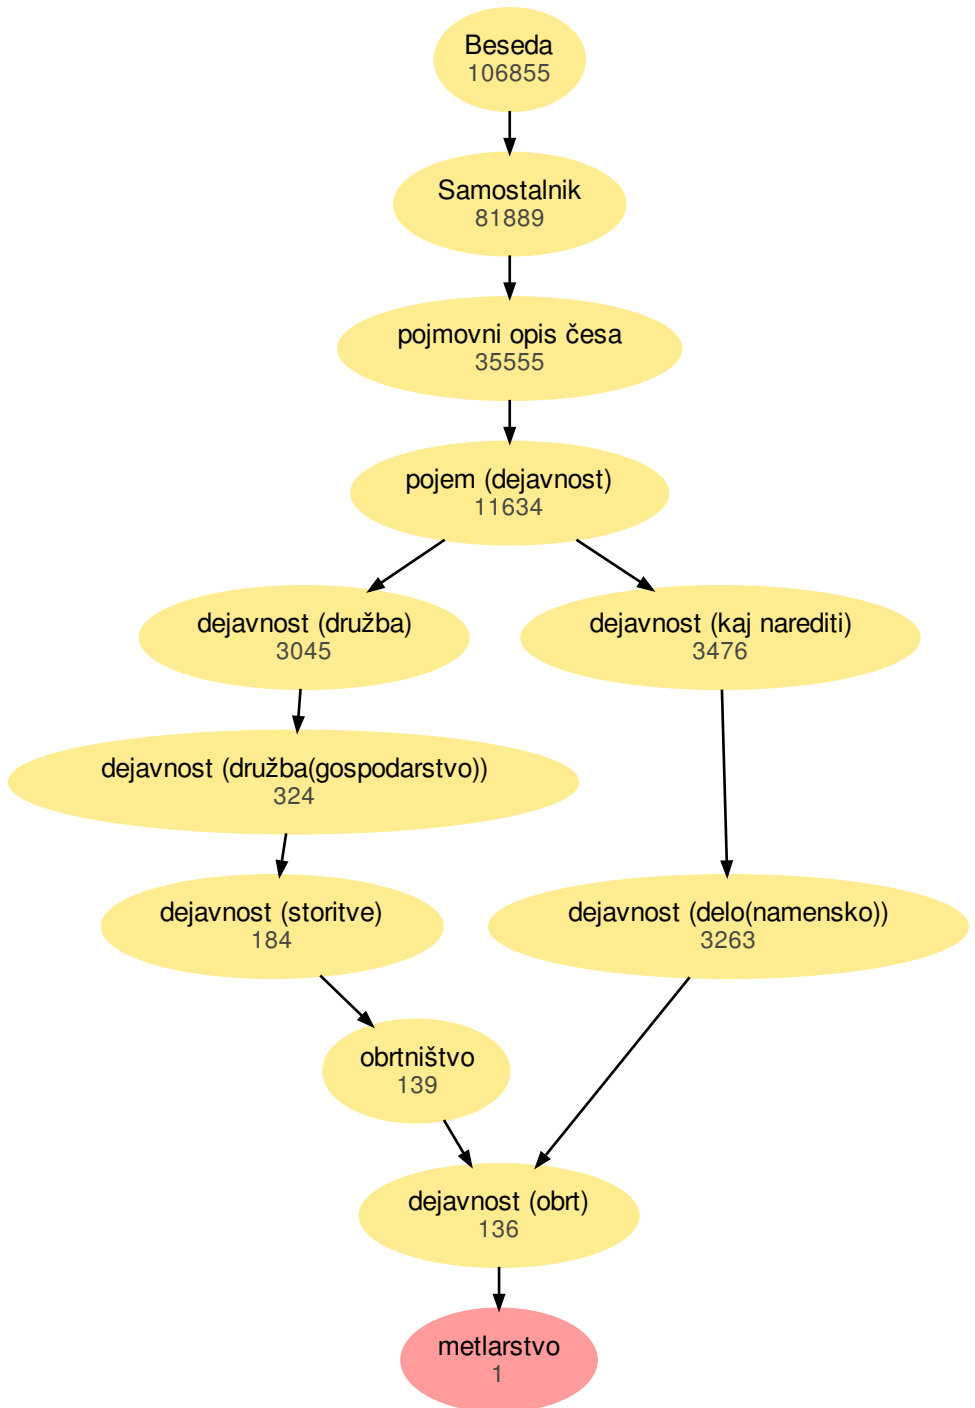 Beseda
106855
Samostalnik
81889
pojmovni opis česa
35555
pojem (dejavnost)
11634
dejavnost (družba)
3045
dejavnost (kaj narediti)
3476
dejavnost (družba(gospodarstvo))
324
dejavnost (storitve)
184
dejavnost (delo(namensko))
3263
obrtništvo
139
dejavnost (obrt)
136
metlarstvo
1